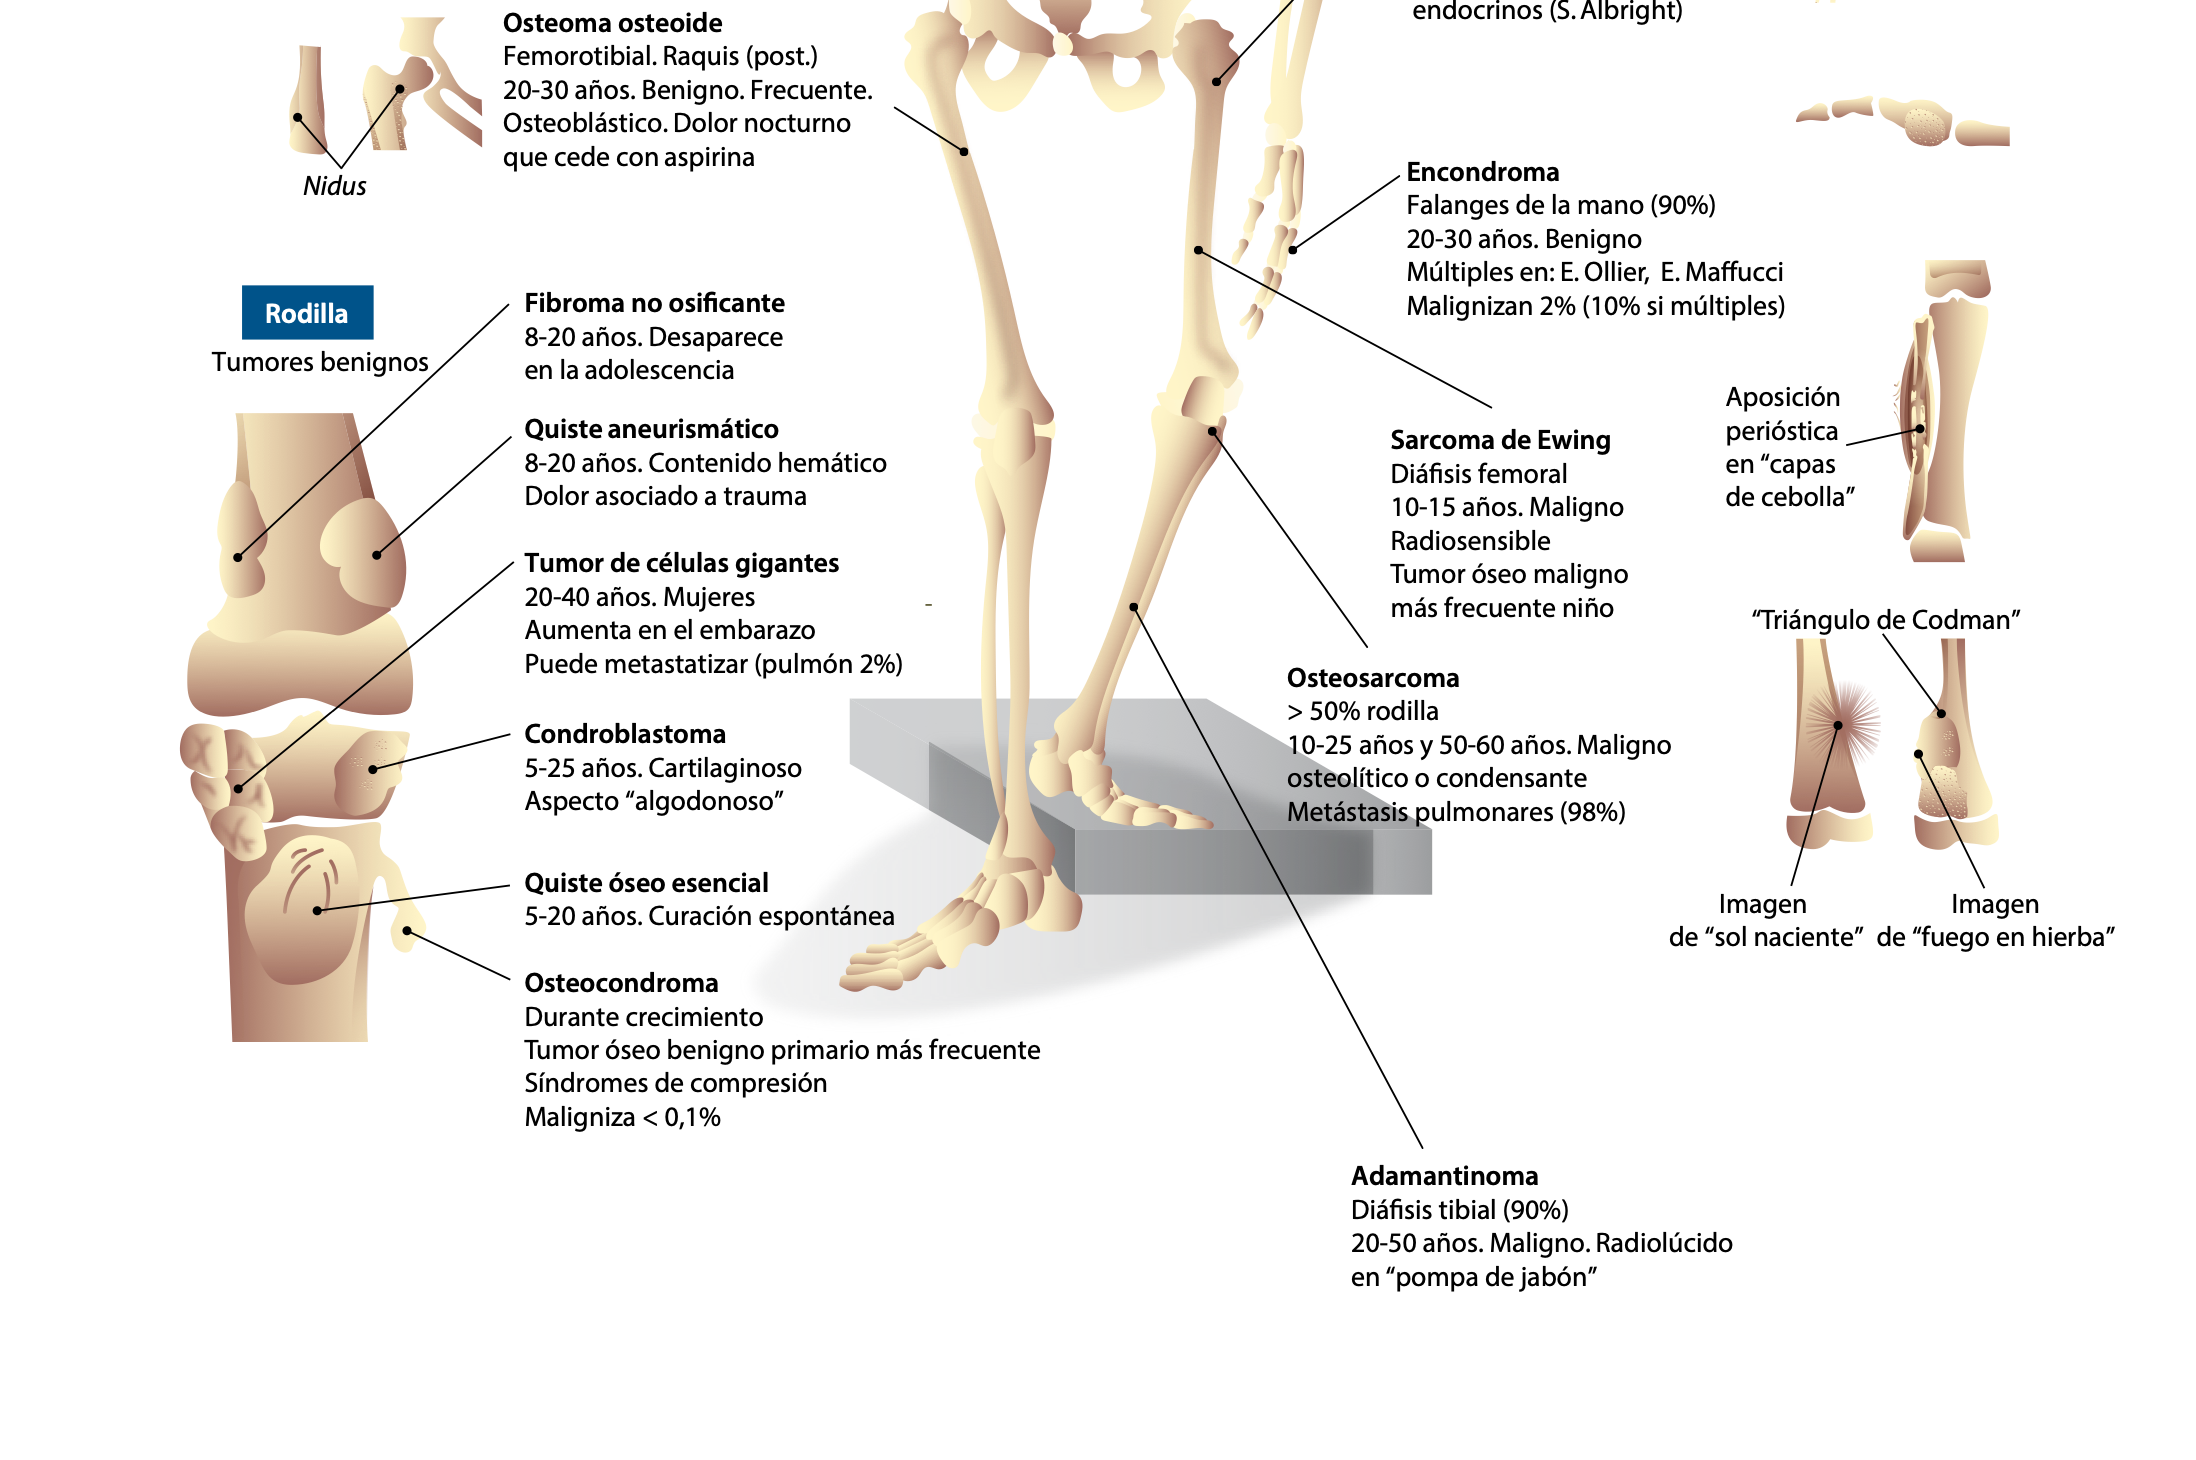 Osteoma osteoide
Femorotibial. Raquis (post.)
20-30 años. Benigno. Frecuente.
Osteoblástico. Dolor nocturno
que cede con aspirina
Nidus
endocrinos (S. Albright)
Encondroma
Falanges de la mano (90%)
20-30 años. Benigno
Múltiples en: E. Ollier, E. Maffucci
Malignizan 2% (10% si múltiples)
Rodilla
Tumores benignos
Fibroma no osificante
8-20 años. Desaparece
en la adolescencia
Quiste aneurismático
8-20 años. Contenido hemático
Dolor asociado a trauma
Tumor de células gigantes
20-40 años. Mujeres
Aumenta en el embarazo
Puede metastatizar (pulmón 2%)
Condroblastoma
5-25 años. Cartilaginoso
Aspecto “algodonoso”
Quiste óseo esencial
5-20 años. Curación espontánea
Osteocondroma
Durante crecimiento
Tumor óseo benigno primario más frecuente
Síndromes de compresión
Maligniza < 0,1%
Sarcoma de Ewing
Diáfisis femoral
10-15 años. Maligno
Radiosensible
Tumor óseo maligno
más frecuente niño
Aposición
perióstica
en “capas
de cebolla”
Osteosarcoma
> 50% rodilla
10-25 años y 50-60 años. Maligno
osteolítico o condensante
Metástasis pulmonares (98%)
“Triángulo de Codman”
Imagen
de “sol naciente”
Imagen
de “fuego en hierba”
Adamantinoma
Diáfisis tibial (90%)
20-50 años. Maligno. Radiolúcido
en “pompa de jabón”